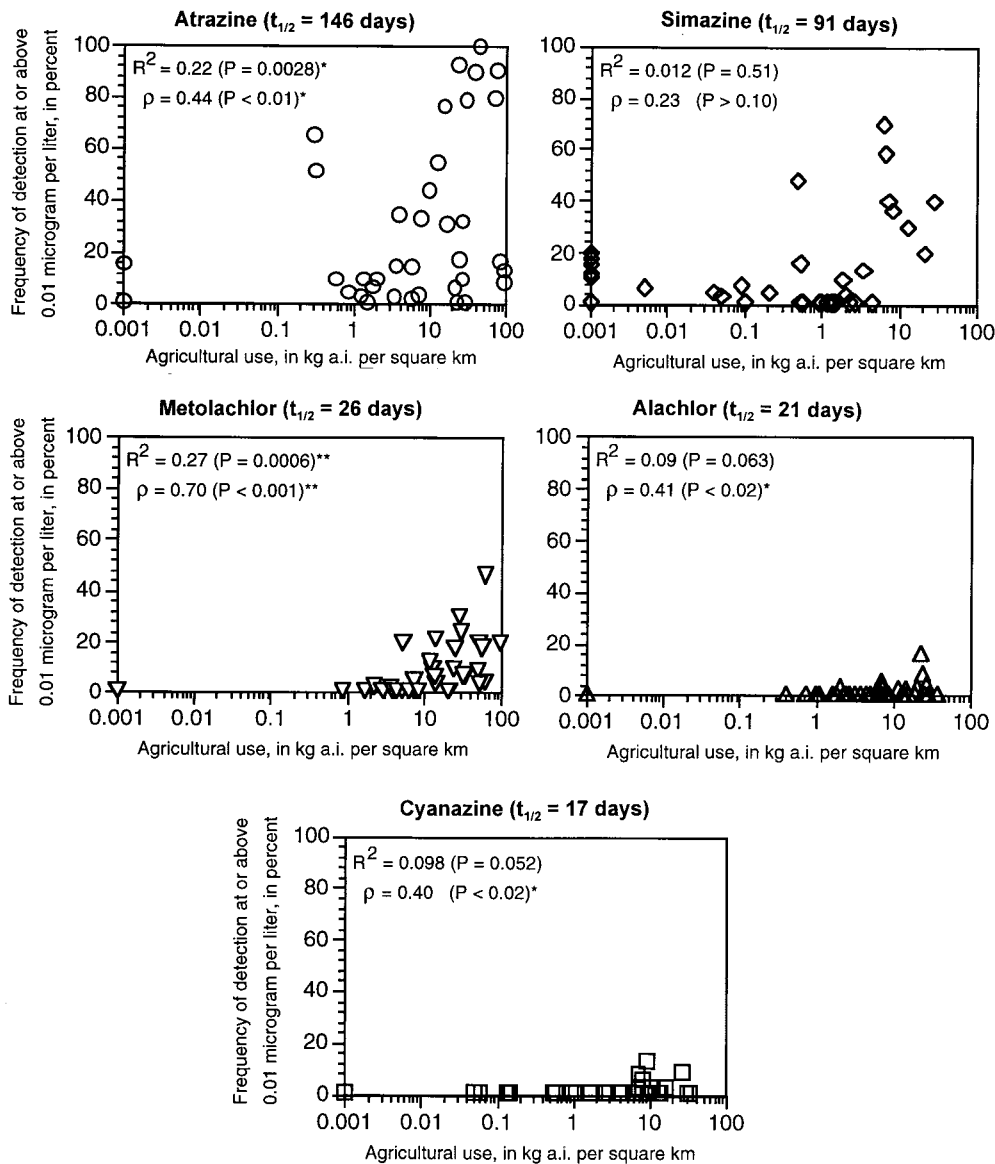 Atrazine (t1/2 = 146 days)
R2 = 0.22 (P = 0.0028)*
ρ = 0.44 (P < 0.01)*
Frequency of detection at or above
0.01 microgram per liter, in percent
100
80
60
40
20
0
0.001
0.01
0.1
1
10
100
Agricultural use, in kg a.i. per square km
Simazine (t1/2 = 91 days)
R2 = 0.012 (P = 0.51)
ρ = 0.23 (P > 0.10)
100
80
60
40
20
0
0.001
0.01
0.1
1
10
100
Agricultural use, in kg a.i. per square km
Metolachlor (t1/2 = 26 days)
R2 = 0.27 (P = 0.0006)**
ρ = 0.70 (P < 0.001)**
Frequency of detection at or above
0.01 microgram per liter, in percent
100
80
60
40
20
0
0.001
0.01
0.1
1
10
100
Agricultural use, in kg a.i. per square km
Alachlor (t1/2 = 21 days)
R2 = 0.09 (P = 0.063)
ρ = 0.41 (P < 0.02)*
100
80
60
40
20
0
0.001
0.01
0.1
1
10
100
Agricultural use, in kg a.i. per square km
Cyanazine (t1/2 = 17 days)
R2 = 0.098 (P = 0.052)
ρ = 0.40 (P < 0.02)*
Frequency of detection at or above
0.01 microgram per liter, in percent
100
80
60
40
20
0
0.001
0.01
0.1
1
10
100
Agricultural use, in kg a.i. per square km